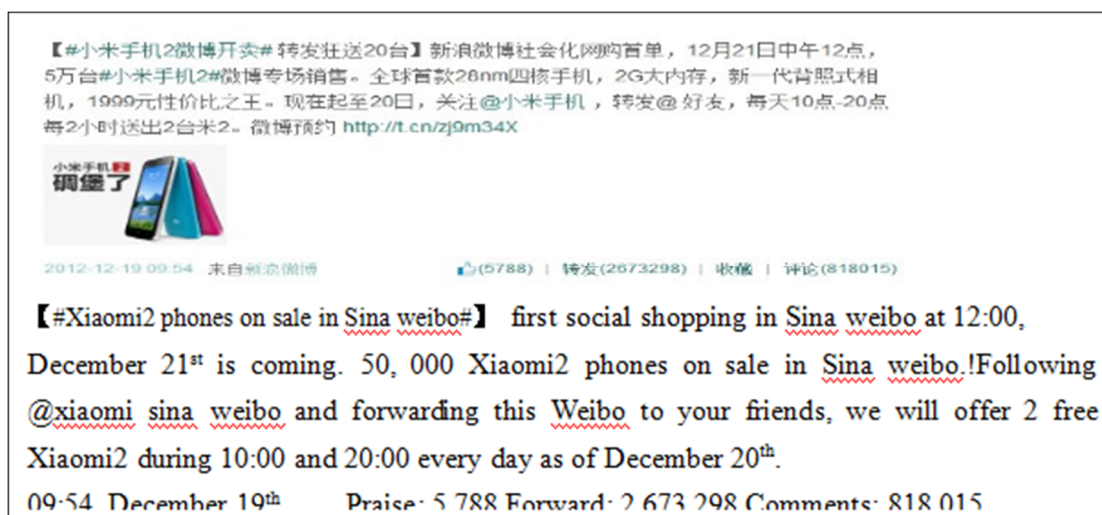 【#小米手机2微博开卖# 转发狂送20台】新浪微博社会化网购首单，12月21日中午12点，
5万台#小米手机2#微博专场销售。全球首款28nm四核手机，2G大内存，新一代背照式相
机，1999元性价比之王。现在起至20日，关注@小米手机 ，转发@ 好友，每天10点-20点
每2小时送出2台米2。微博预约 http://t.cn/zj9m34X
小米手机2
碉堡了
2012-12-19 09:54 来自新浪微博 (5788) | 转发(2673298) | 收藏 | 评论(818015)
【#Xiaomi2 phones on sale in Sina weibo#】 first social shopping in Sina weibo at 12:00,
December 21st is coming. 50, 000 Xiaomi2 phones on sale in Sina weibo.!Following
@xiaomi sina weibo and forwarding this Weibo to your friends, we will offer 2 free
Xiaomi2 during 10:00 and 20:00 every day as of December 20th.
09:54 December 19th Praise: 5,788 Forward: 2,673,298 Comments: 818,015